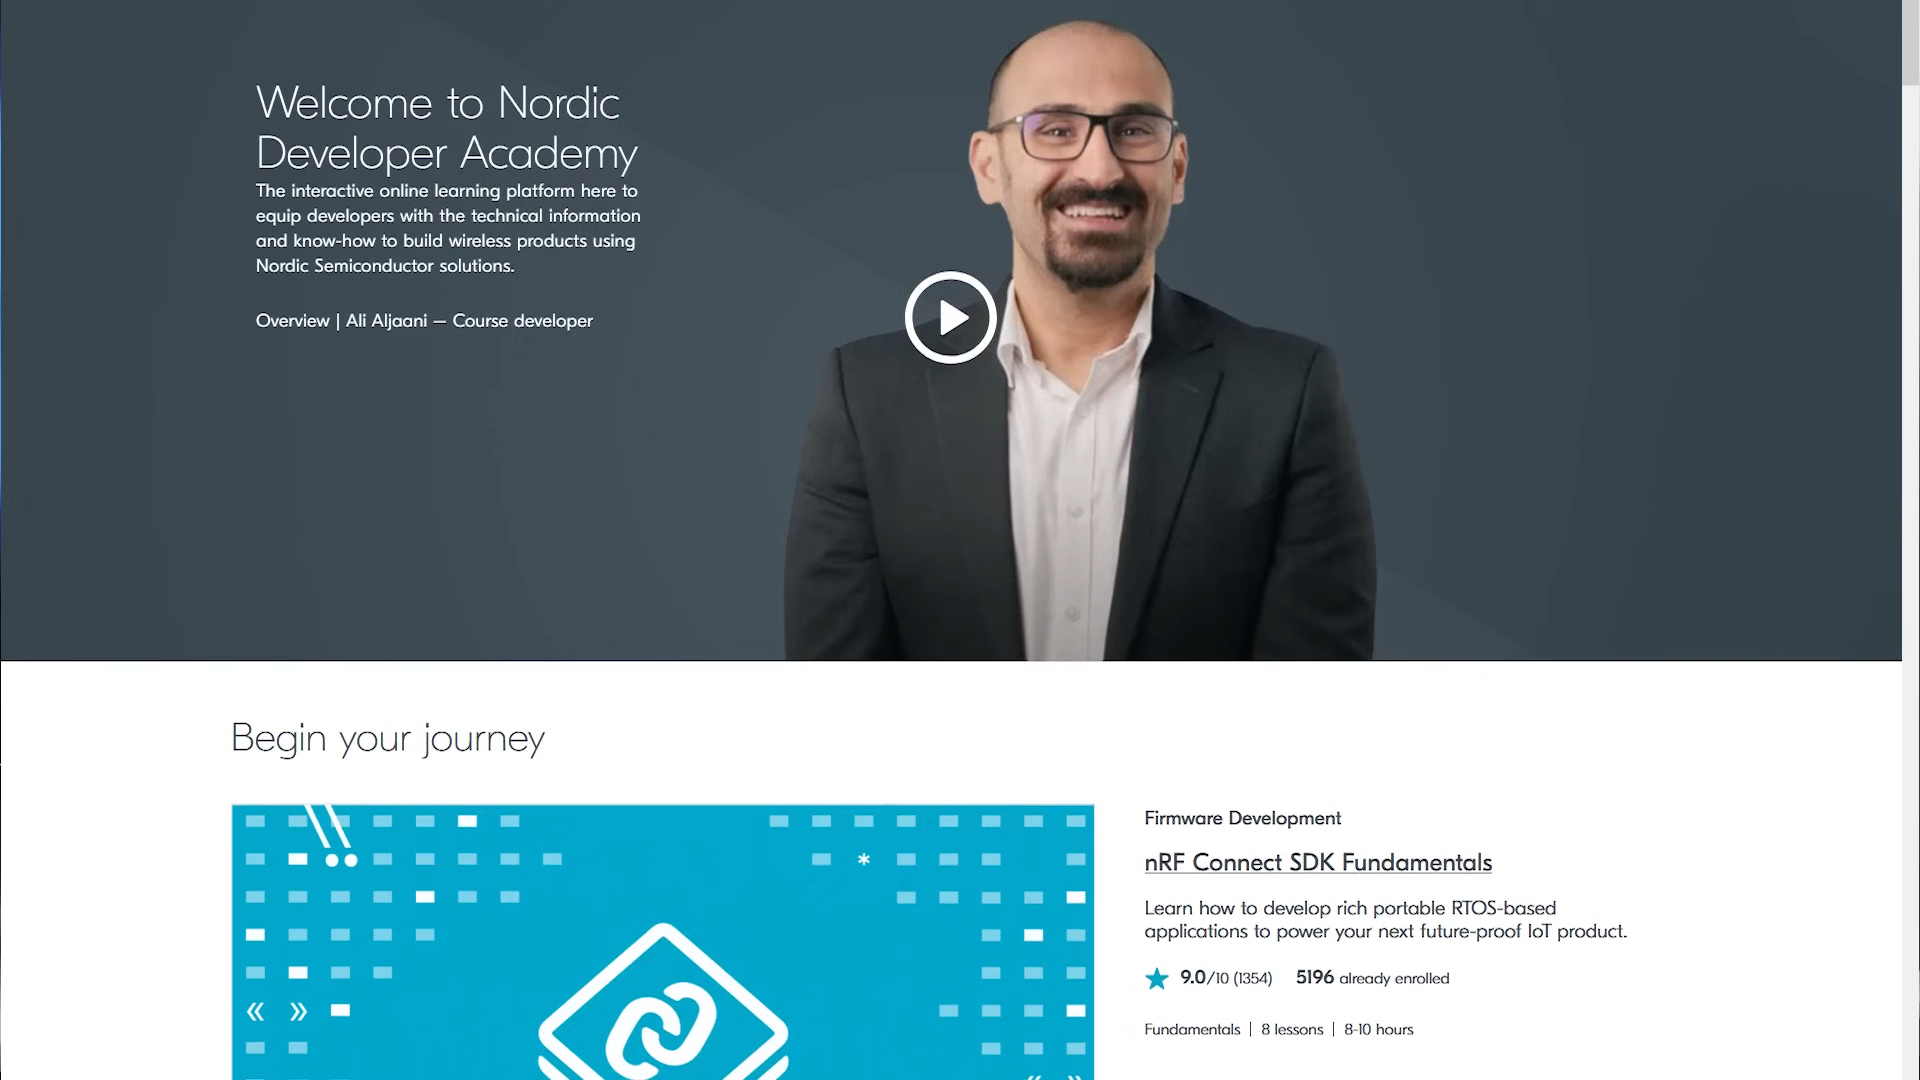 Welcome to Nordic
Developer Academy
The interactive online learning platform here to
equip developers with the technical information
and know-how to build wireless products using
Nordic Semiconductor solutions.
Overview | Ali Aljaani – Course developer
Begin your journey
Firmware Development
nRF Connect SDK Fundamentals
Learn how to develop rich portable RTOS-based
applications to power your next future-proof IoT product.
9.0/10 (1354) 5196 already enrolled
Fundamentals | 8 lessons | 8-10 hours